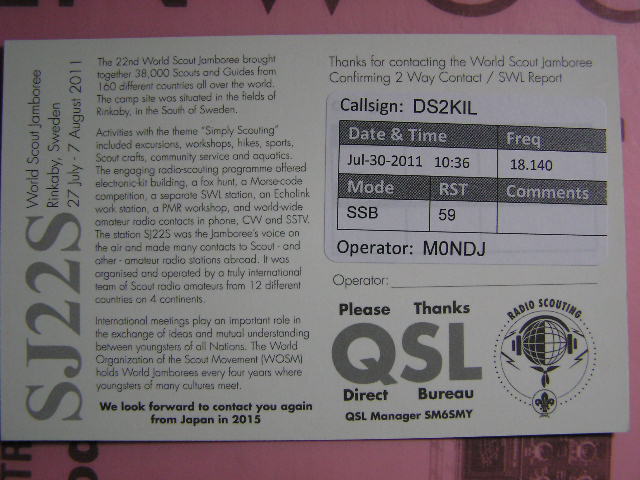 SJ22S
World Scout Jamboree
Rinkaby, Sweden
27 July - 7 August 2011
The 22nd World Scout Jamboree brought
together 38,000 Scouts and Guides from
160 different countries all over the world.
The camp site was situated in the fields of
Rinkaby, in the South of Sweden.
Activities with the theme "Simply Scouting"
included excursions, workshops, hikes, sports,
Scout crafts, community service and aquatics.
The engaging radio-scouting programme offered
electronic-kit building, a fox hunt, a Morse-code
competition, a separate SWL station, an Echolink
work station, a PMR workshop, and world-wide
amateur radio contacts in phone, CW and SSTV.
The station SJ22S was the Jamboree's voice on
the air and made many contacts to Scout - and
other - amateur radio stations abroad. It was
organised and operated by a truly international
team of Scout radio amateurs from 12 different
countries on 4 continents.
International meetings play an important role in
the exchange of ideas and mutual understanding
between youngsters of all Nations. The World
Organization of the Scout Movement (WOSM)
holds World Jamborees every four years where
youngsters of many cultures meet.
We look forward to contact you again
from Japan in 2015
Thanks for contacting the World Scout Jamboree
Confirming 2 Way Contact / SWL Report
Callsign: DS2KIL
Date & Time Freq
Jul-30-2011 10:36 18.140
Mode RST Comments
SSB 59
Operator: M0NDJ
Operator:
Please Thanks
QSL
Direct Bureau
QSL Manager SM6SMY
RADIO SCOUTING